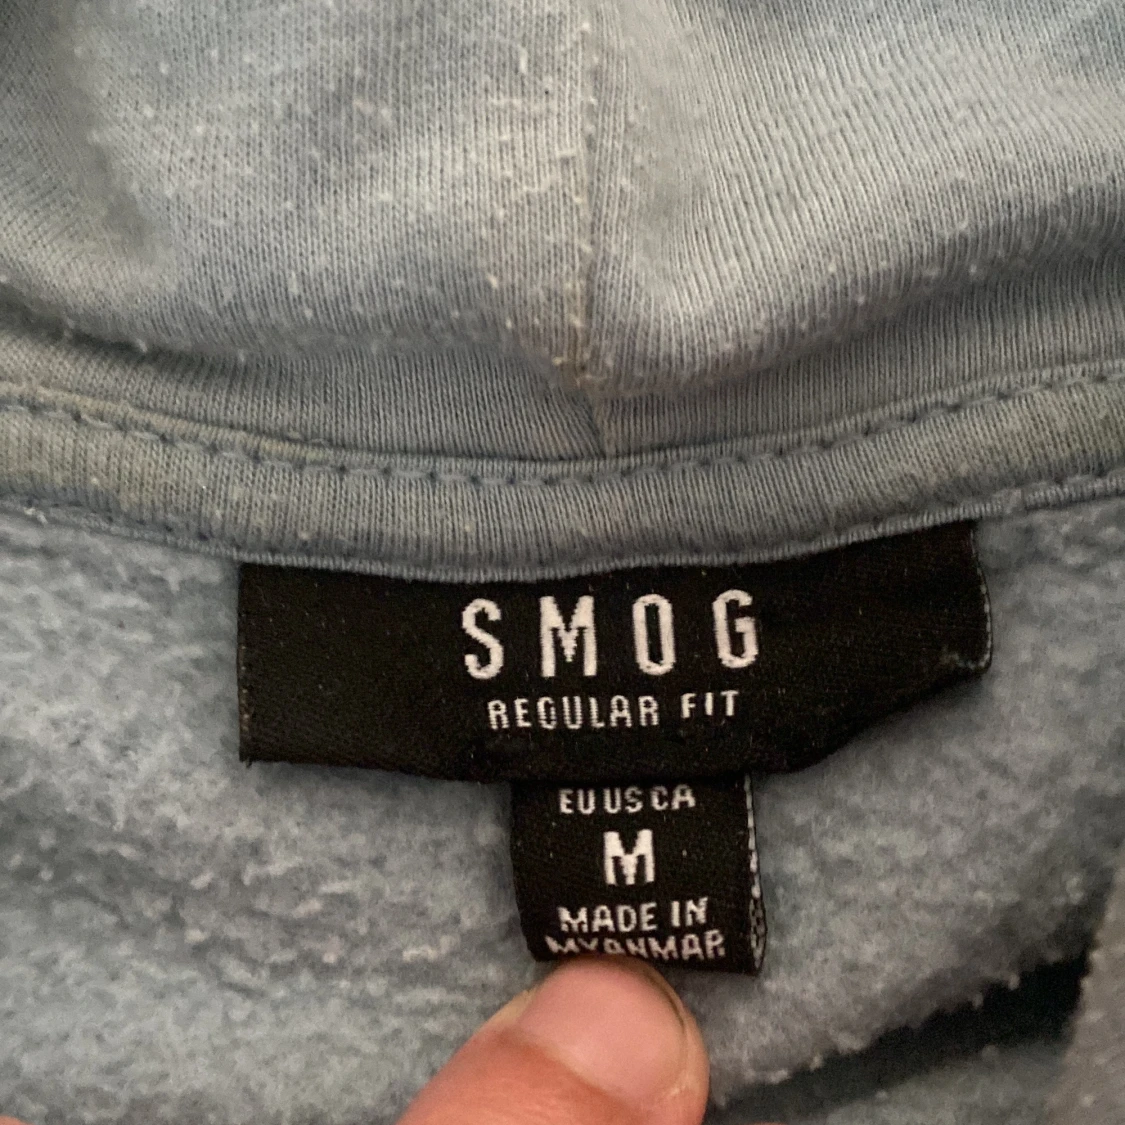 SMOG
REGULAR FIT
EU US CA
M
MADE IN
MYANMAR